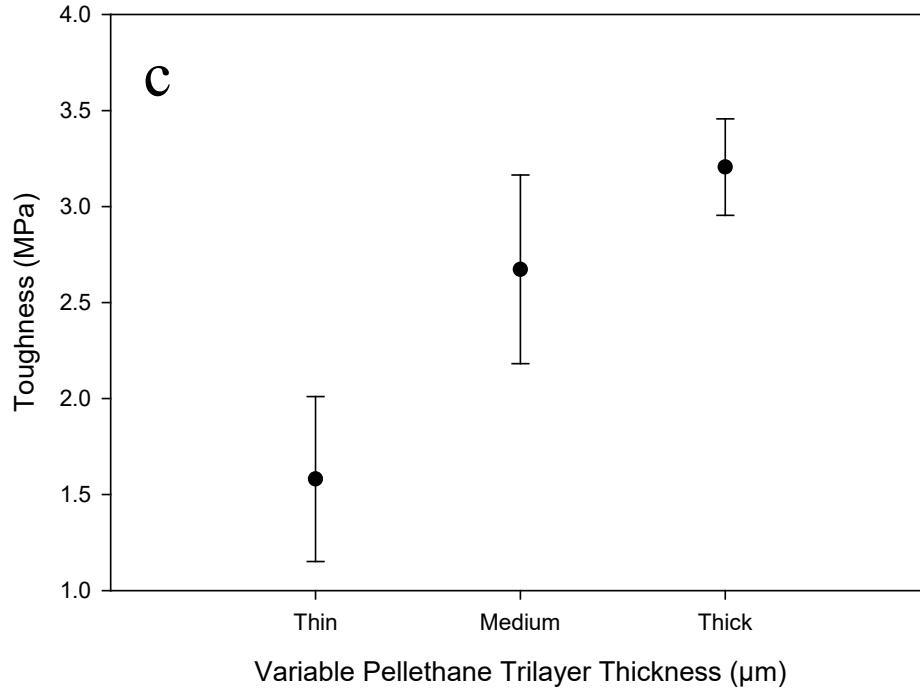 c
4.0
3.5
3.0
2.5
2.0
1.5
1.0
Toughness (MPa)
Thin Medium Thick
Variable Pellethane Trilayer Thickness (µm)